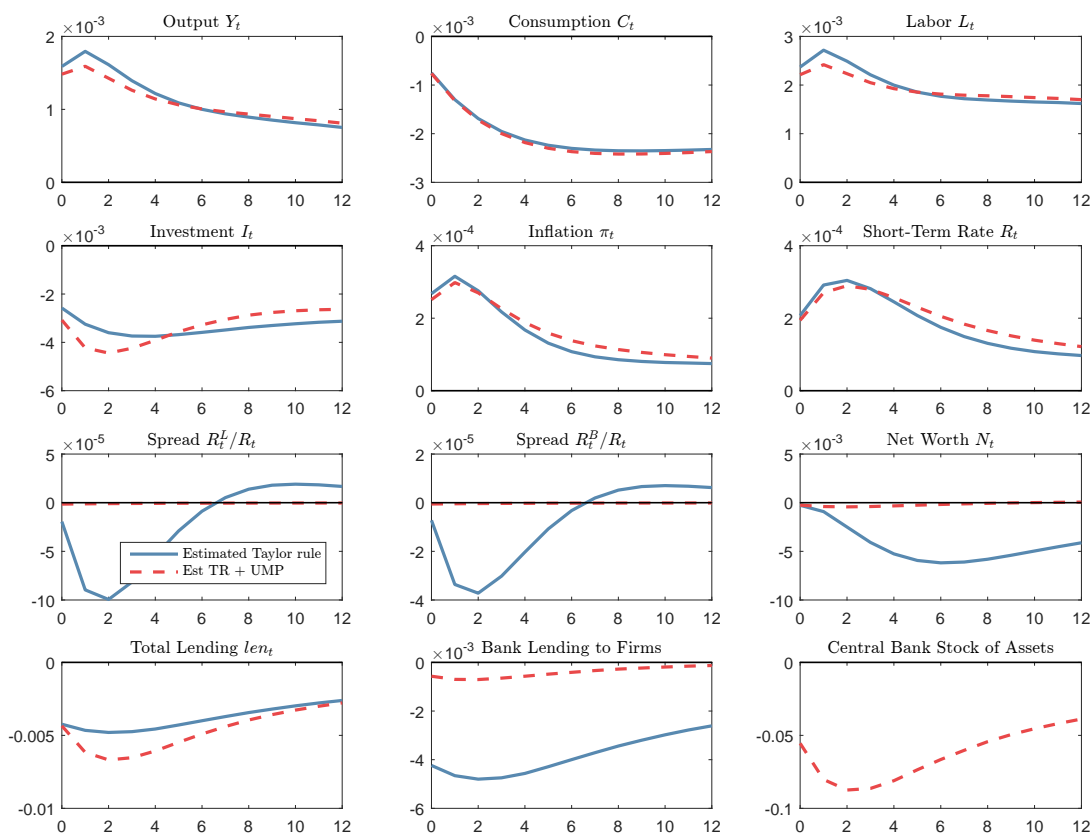 Output Y_t
×10^-3
2
1
0
0 2 4 6 8 10 12
Consumption C_t
×10^-3
0
-1
-2
-3
0 2 4 6 8 10 12
Labor L_t
×10^-3
3
2
1
0
0 2 4 6 8 10 12
Investment I_t
×10^-3
0
-2
-4
-6
0 2 4 6 8 10 12
Inflation π_t
×10^-4
4
2
0
0 2 4 6 8 10 12
Short-Term Rate R_t
×10^-4
4
2
0
0 2 4 6 8 10 12
Spread R_t^L/R_t
×10^-5
5
0
-5
-10
Estimated Taylor rule
Est TR + UMP
0 2 4 6 8 10 12
Spread R_t^B/R_t
×10^-5
2
0
-2
-4
0 2 4 6 8 10 12
Net Worth N_t
×10^-3
5
0
-5
-10
0 2 4 6 8 10 12
Total Lending len_t
0
-0.005
-0.01
0 2 4 6 8 10 12
Bank Lending to Firms
×10^-3
0
-2
-4
-6
0 2 4 6 8 10 12
Central Bank Stock of Assets
0
-0.05
-0.1
0 2 4 6 8 10 12